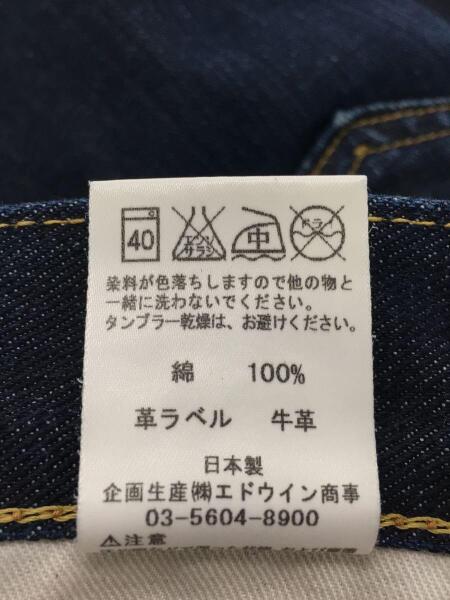 40 エンソ サラシ 中 ドライ
染料が色落ちしますので他の物と
一緒に洗わないでください。
タンブラー乾燥は、お避けください。
綿 100%
革ラベル 牛革
日本製
企画生産㈱エドウイン商事
03-5604-8900
⚠注意